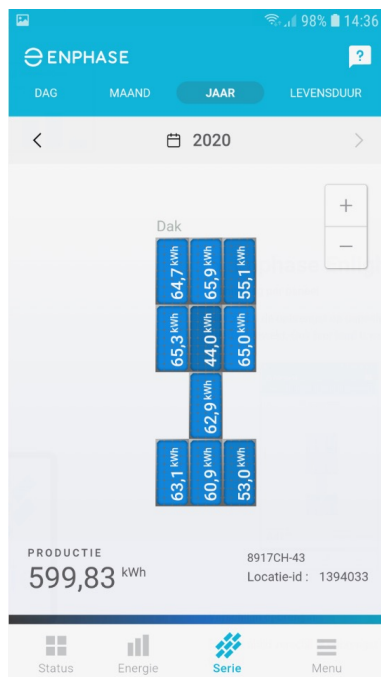 98% 14:36
ENPHASE ?
DAG MAAND JAAR LEVENSDUUR
< 2020 >
+
Dak
−
64,7 kWh 65,9 kWh 55,1 kWh
65,3 kWh 44,0 kWh 65,0 kWh
62,9 kWh
63,1 kWh 60,9 kWh 53,0 kWh
PRODUCTIE 8917CH-43
599,83 kWh Locatie-id : 1394033
Status Energie Serie Menu